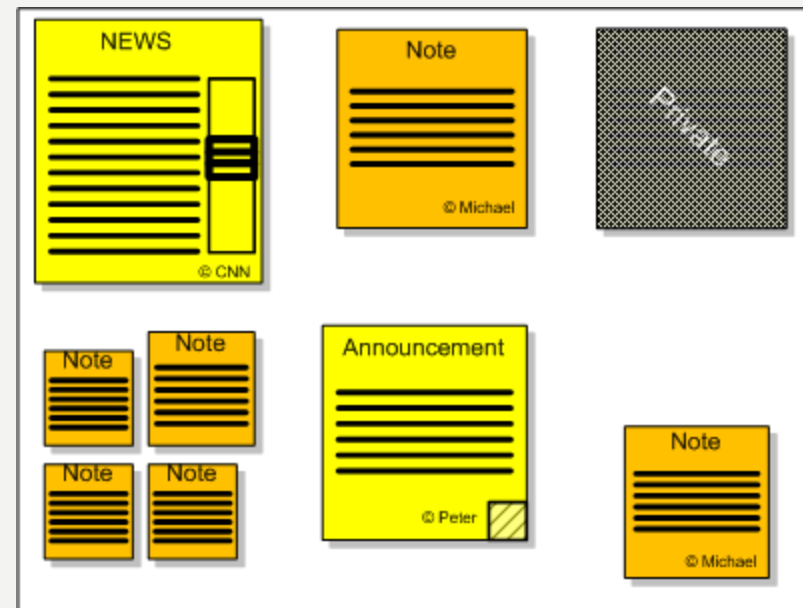 NEWS
© CNN
Note
© Michael
Private
Note
Note
Note
Note
Announcement
© Peter
Note
© Michael